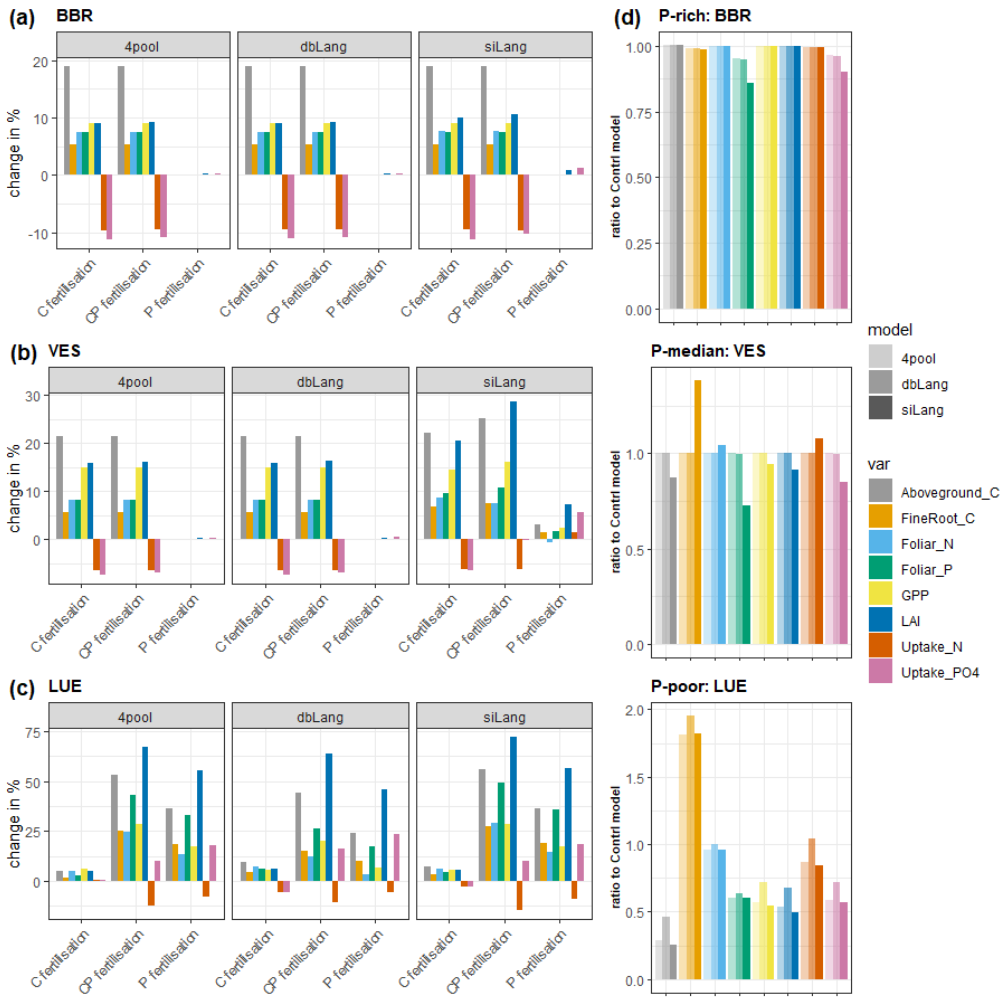 (a) BBR
4pool dbLang siLang
20
10
0
-10
change in %
C fertilisation CP fertilisation P fertilisation C fertilisation CP fertilisation P fertilisation C fertilisation CP fertilisation P fertilisation
(b) VES
4pool dbLang siLang
30
20
10
0
change in %
C fertilisation CP fertilisation P fertilisation C fertilisation CP fertilisation P fertilisation C fertilisation CP fertilisation P fertilisation
(c) LUE
4pool dbLang siLang
75
50
25
0
change in %
C fertilisation CP fertilisation P fertilisation C fertilisation CP fertilisation P fertilisation C fertilisation CP fertilisation P fertilisation
(d) P-rich: BBR
1.00
0.75
0.50
0.25
0.00
ratio to Contrl model
P-median: VES
1.0
0.5
0.0
ratio to Contrl model
P-poor: LUE
2.0
1.5
1.0
0.5
0.0
ratio to Contrl model
model
4pool
dbLang
siLang
var
Aboveground_C
FineRoot_C
Foliar_N
Foliar_P
GPP
LAI
Uptake_N
Uptake_PO4